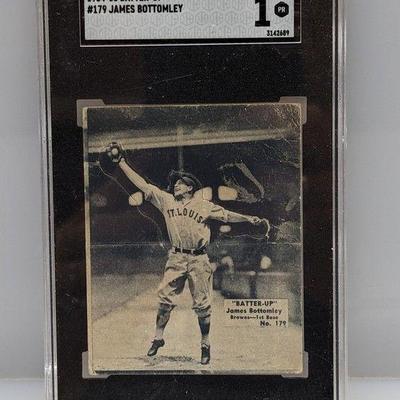 #179 JAMES BOTTOMLEY
1
PR
3142689
ST. LOUIS
"BATTER-UP"
James Bottomley
Browns—1st Base
No. 179